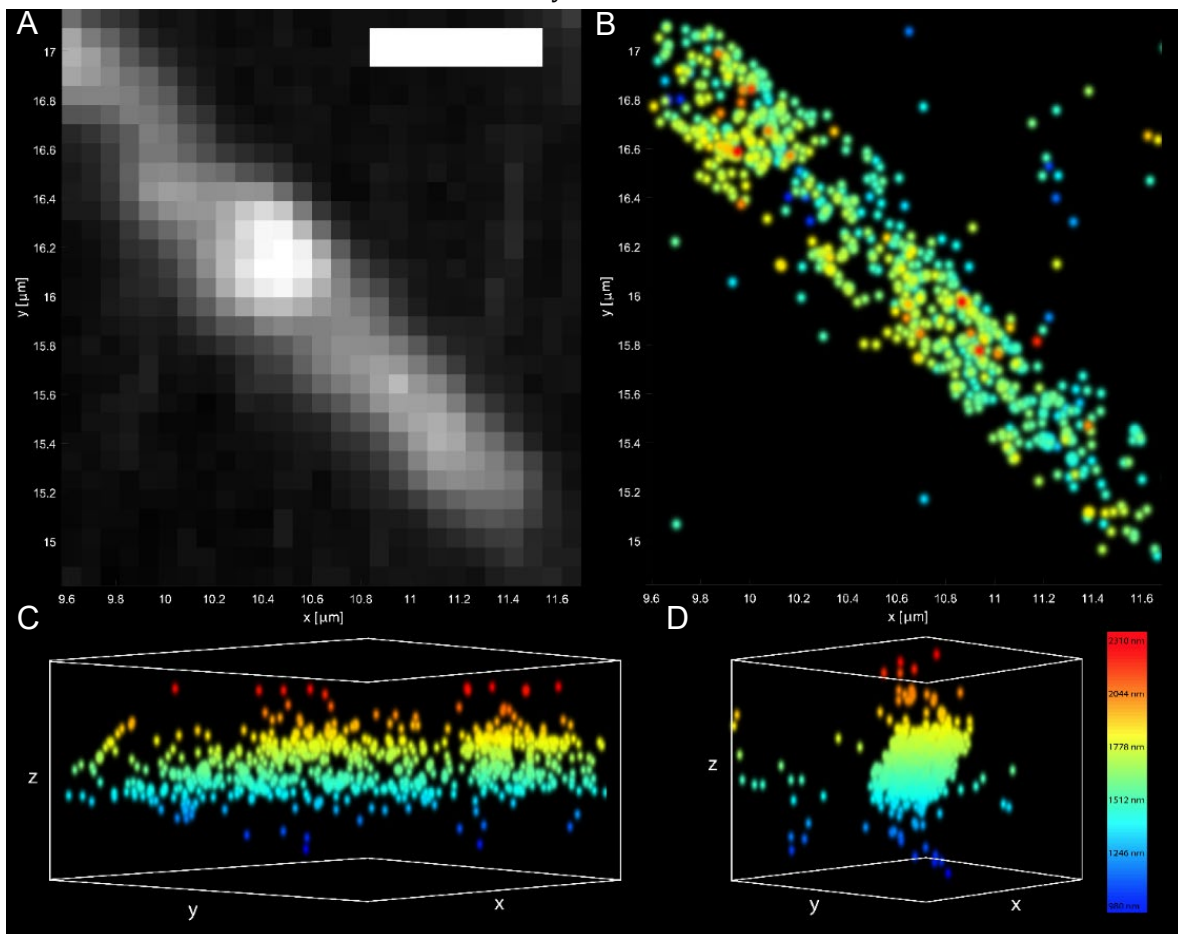 A
17
16.8
16.6
16.4
16.2
16
15.8
15.6
15.4
15.2
15
y [µm]
9.6
9.8
10
10.2
10.4
10.6
10.8
11
11.2
11.4
11.6
x [µm]
B
17
16.8
16.6
16.4
16.2
16
15.8
15.6
15.4
15.2
15
y [µm]
9.6
9.8
10
10.2
10.4
10.6
10.8
11
11.2
11.4
11.6
x [µm]
C
z
y
x
D
z
y
x
2310 nm
2044 nm
1778 nm
1512 nm
1246 nm
980 nm